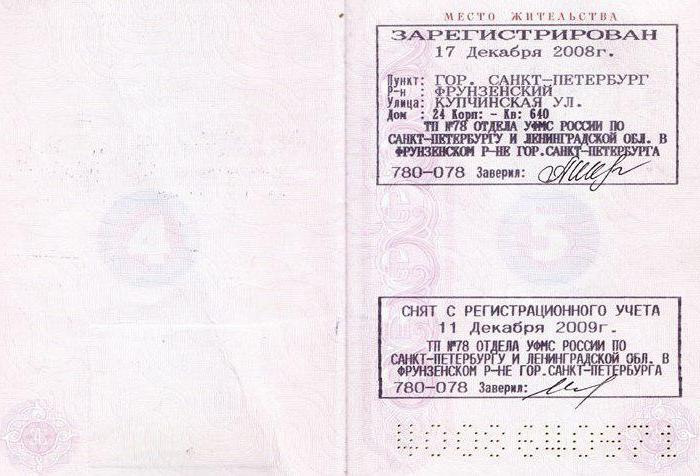 МЕСТО ЖИТЕЛЬСТВА
ЗАРЕГИСТРИРОВАН
17 Декабря 2008г.
Пункт: ГОР. САНКТ-ПЕТЕРБУРГ
Р-н : ФРУНЗЕНСКИЙ
Улица: КУПЧИНСКАЯ УЛ.
Дом : 24 Корп: - Кв: 640
ТП №78 ОТДЕЛА УФМС РОССИИ ПО
САНКТ-ПЕТЕРБУРГУ И ЛЕНИНГРАДСКОЙ ОБЛ. В
ФРУНЗЕНСКОМ Р-НЕ ГОР.САНКТ-ПЕТЕРБУРГА
780-078 Заверил:
4
5
СНЯТ С РЕГИСТРАЦИОННОГО УЧЕТА
11 Декабря 2009г.
ТП №78 ОТДЕЛА УФМС РОССИИ ПО
САНКТ-ПЕТЕРБУРГУ И ЛЕНИНГРАДСКОЙ ОБЛ. В
ФРУНЗЕНСКОМ Р-НЕ ГОР.САНКТ-ПЕТЕРБУРГА
780-078 Заверил: